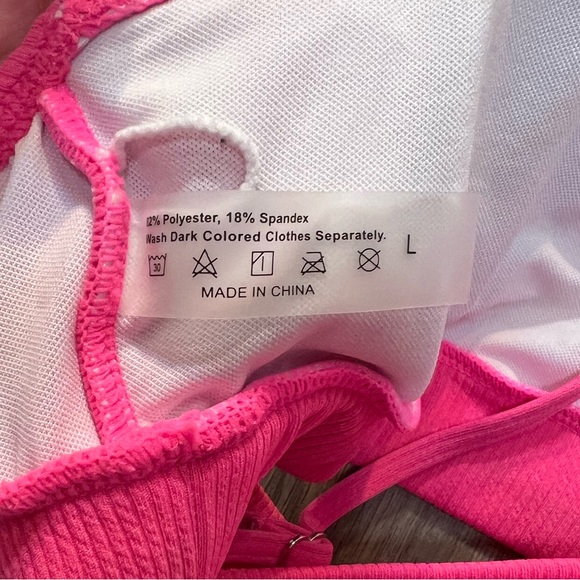 82% Polyester, 18% Spandex
Wash Dark Colored Clothes Separately.
30
L
MADE IN CHINA